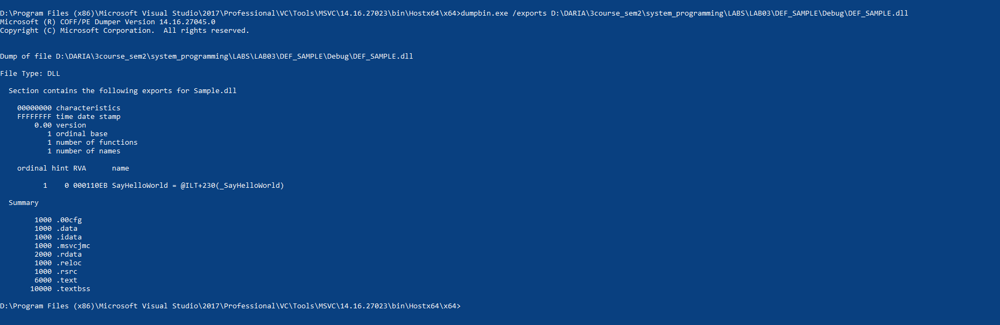 D:\Program Files (x86)\Microsoft Visual Studio\2017\Professional\VC\Tools\MSVC\14.16.27023\bin\Hostx64\x64>dumpbin.exe /exports D:\DARIA\3course_sem2\system_programming\LABS\LAB03\DEF_SAMPLE\Debug\DEF_SAMPLE.dll
Microsoft (R) COFF/PE Dumper Version 14.16.27045.0
Copyright (C) Microsoft Corporation.  All rights reserved.
Dump of file D:\DARIA\3course_sem2\system_programming\LABS\LAB03\DEF_SAMPLE\Debug\DEF_SAMPLE.dll
File Type: DLL
  Section contains the following exports for Sample.dll
    00000000 characteristics
    FFFFFFFF time date stamp
        0.00 version
           1 ordinal base
           1 number of functions
           1 number of names
    ordinal hint RVA      name
          1    0 000110EB SayHelloWorld = @ILT+230(_SayHelloWorld)
  Summary
        1000 .00cfg
        1000 .data
        1000 .idata
        1000 .msvcjmc
        2000 .rdata
        1000 .reloc
        1000 .rsrc
        6000 .text
       10000 .textbss
D:\Program Files (x86)\Microsoft Visual Studio\2017\Professional\VC\Tools\MSVC\14.16.27023\bin\Hostx64\x64>